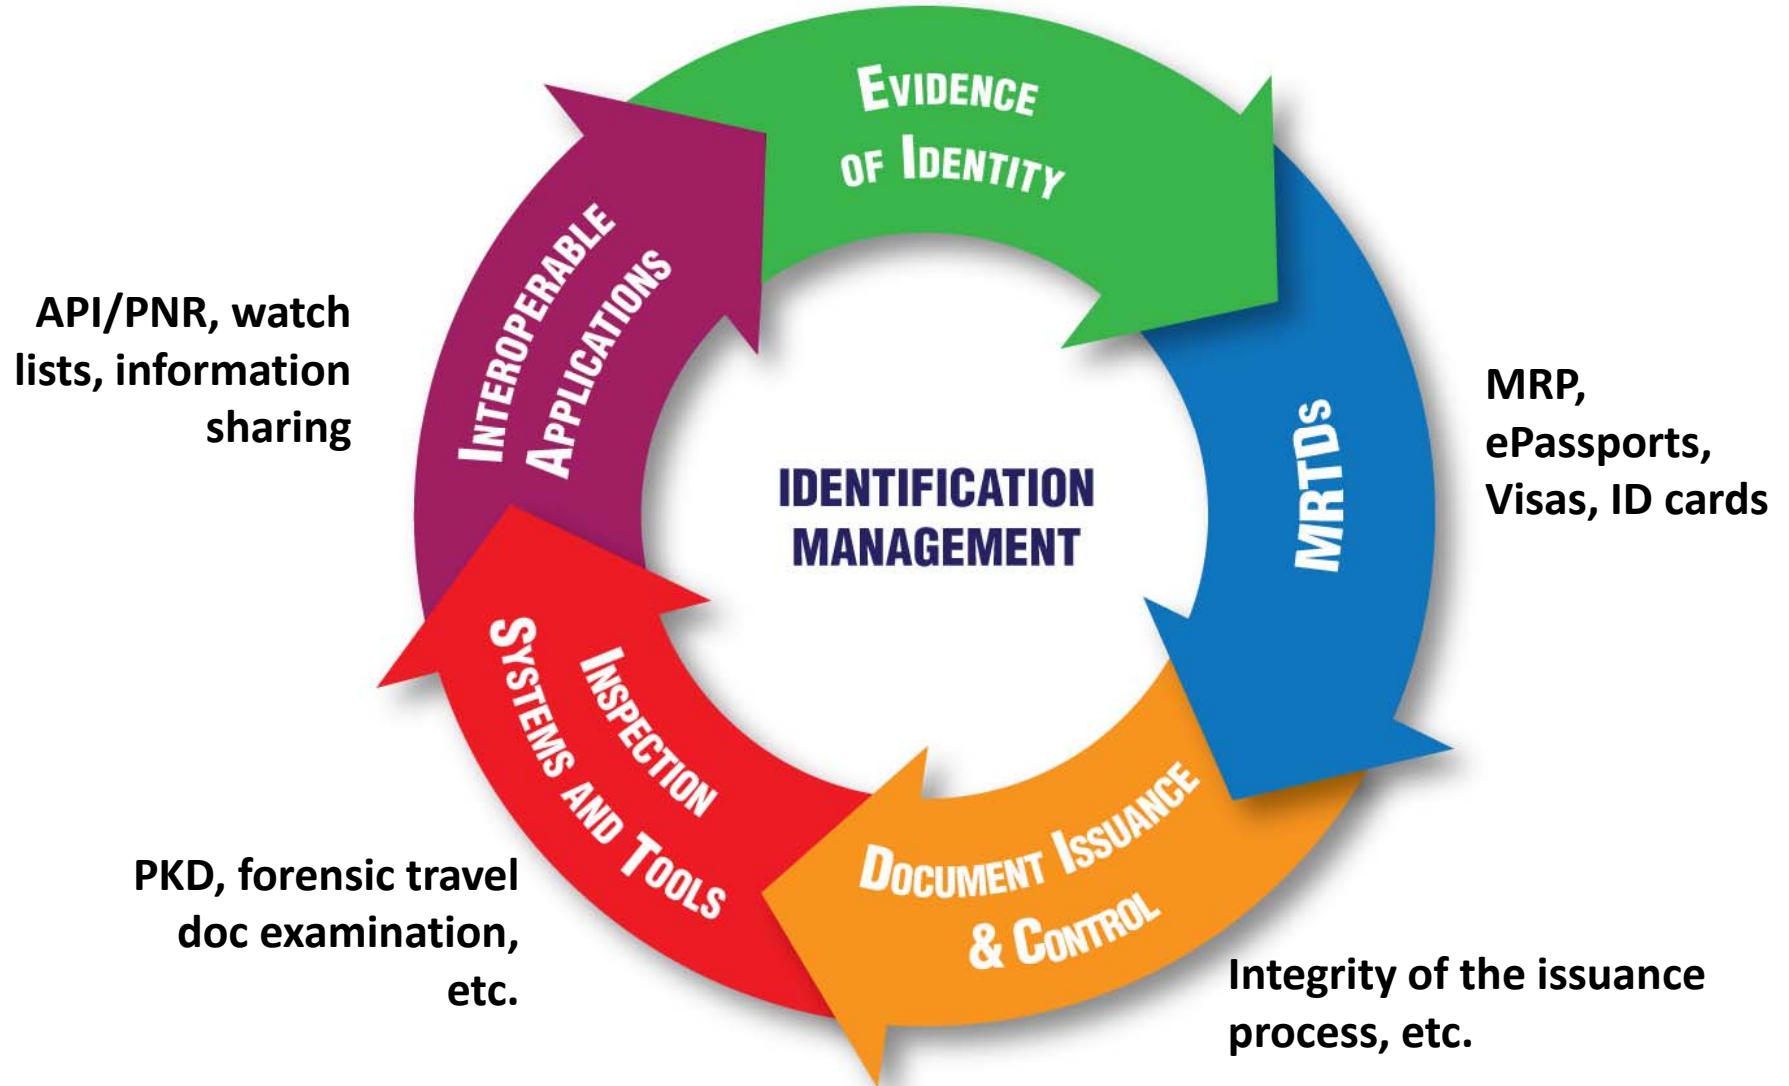 EVIDENCE
OF IDENTITY
MRTDs
MRP,
ePassports,
Visas, ID cards
DOCUMENT ISSUANCE
& CONTROL
Integrity of the issuance
process, etc.
INSPECTION
SYSTEMS AND TOOLS
PKD, forensic travel
doc examination,
etc.
INTEROPERABLE
APPLICATIONS
API/PNR, watch
lists, information
sharing
IDENTIFICATION
MANAGEMENT